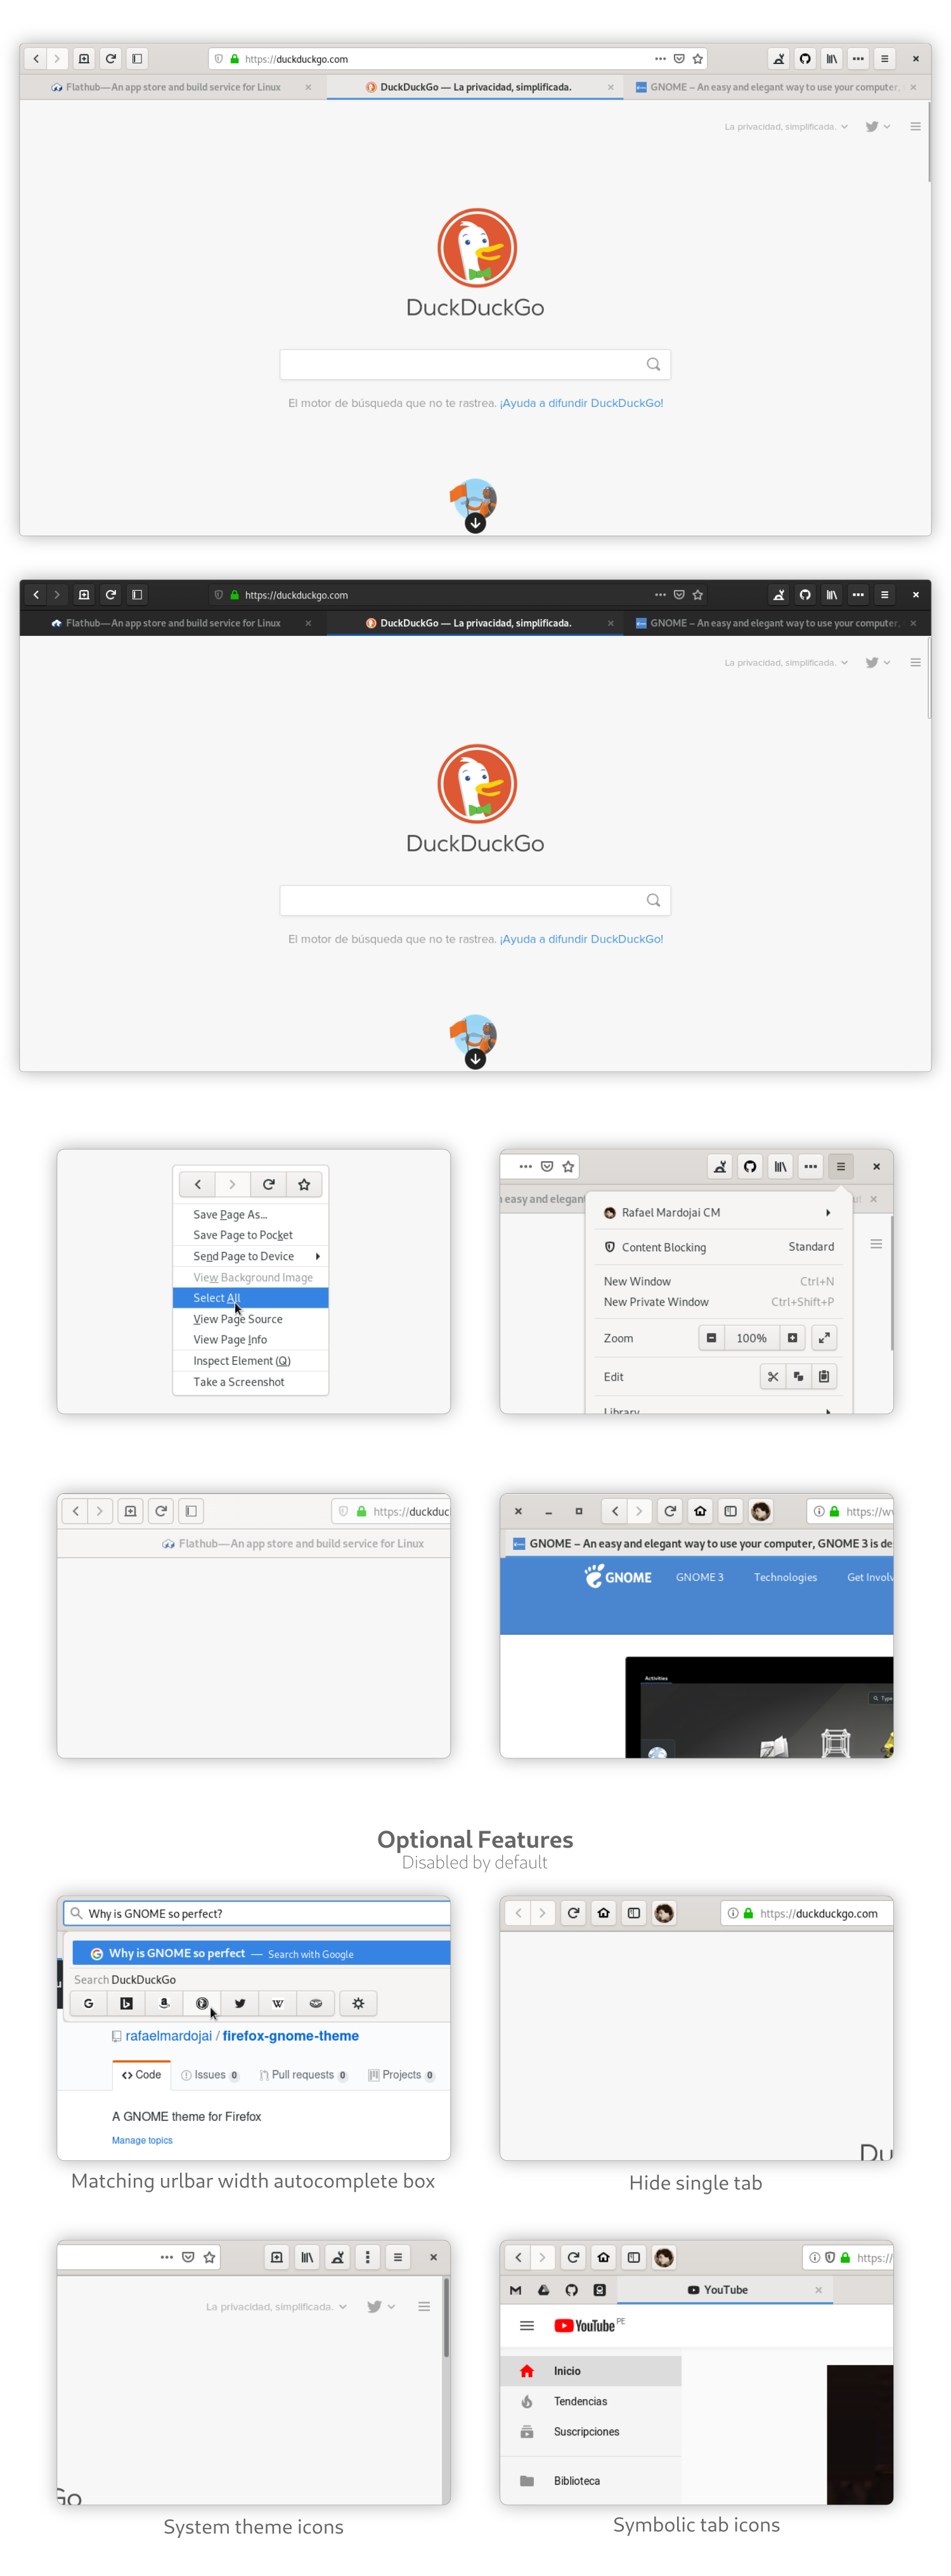 https://duckduckgo.com
Flathub—An app store and build service for Linux
DuckDuckGo — La privacidad, simplificada.
GNOME – An easy and elegant way to use your computer,
La privacidad, simplificada.
DuckDuckGo
El motor de búsqueda que no te rastrea. ¡Ayuda a difundir DuckDuckGo!
https://duckduckgo.com
Flathub—An app store and build service for Linux
DuckDuckGo — La privacidad, simplificada.
GNOME – An easy and elegant way to use your computer,
La privacidad, simplificada.
DuckDuckGo
El motor de búsqueda que no te rastrea. ¡Ayuda a difundir DuckDuckGo!
Save Page As...
Save Page to Pocket
Send Page to Device
View Background Image
Select All
View Page Source
View Page Info
Inspect Element (Q)
Take a Screenshot
easy and elegant
Rafael Mardojai CM
Content Blocking Standard
New Window Ctrl+N
New Private Window Ctrl+Shift+P
Zoom 100%
Edit
Library
https://duckduc
Flathub—An app store and build service for Linux
https://w
GNOME – An easy and elegant way to use your computer, GNOME 3 is de
GNOME GNOME 3 Technologies Get Involv
Activities
Type
Optional Features
Disabled by default
Why is GNOME so perfect?
Why is GNOME so perfect — Search with Google
Search DuckDuckGo
rafaelmardojai / firefox-gnome-theme
Code Issues 0 Pull requests 0 Projects 0
A GNOME theme for Firefox
Manage topics
Matching urlbar width autocomplete box
https://duckduckgo.com
Du
Hide single tab
La privacidad, simplificada.
Go
System theme icons
https://
YouTube
YouTube PE
Inicio
Tendencias
Suscripciones
Biblioteca
Symbolic tab icons